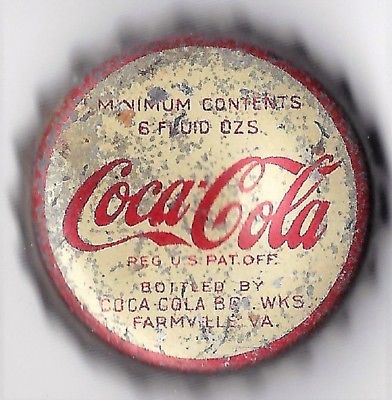 MINIMUM CONTENTS
6 FLUID OZS.
Coca-Cola
REG. U.S. PAT. OFF.
BOTTLED BY
COCA COLA BOT. WKS.
FARMVILLE, VA.